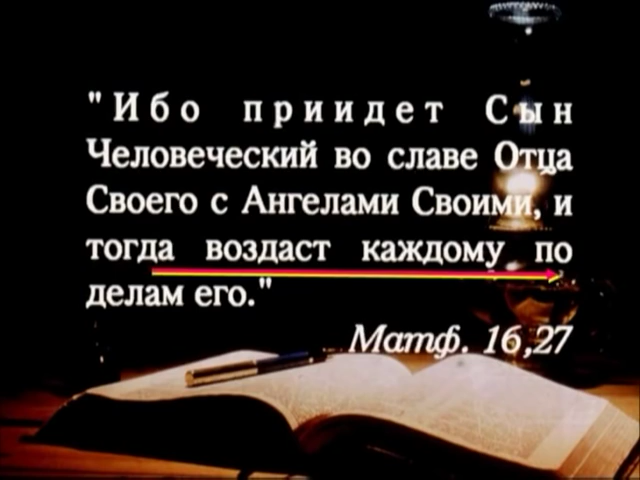 "Ибо приидет Сын
Человеческий во славе Отца
Своего с Ангелами Своими, и
тогда воздаст каждому по
делам его."
Матф. 16,27